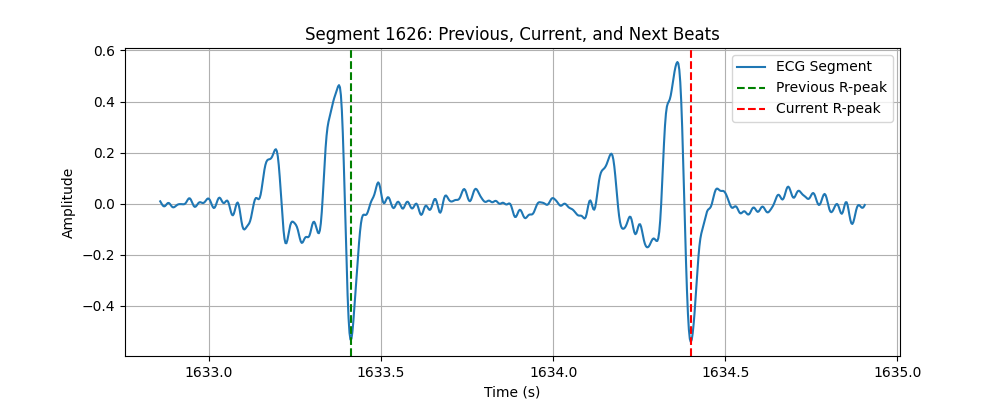 Segment 1626: Previous, Current, and Next Beats
0.6
0.4
0.2
0.0
−0.2
−0.4
Amplitude
ECG Segment
Previous R-peak
Current R-peak
1633.0 1633.5 1634.0 1634.5 1635.0
Time (s)